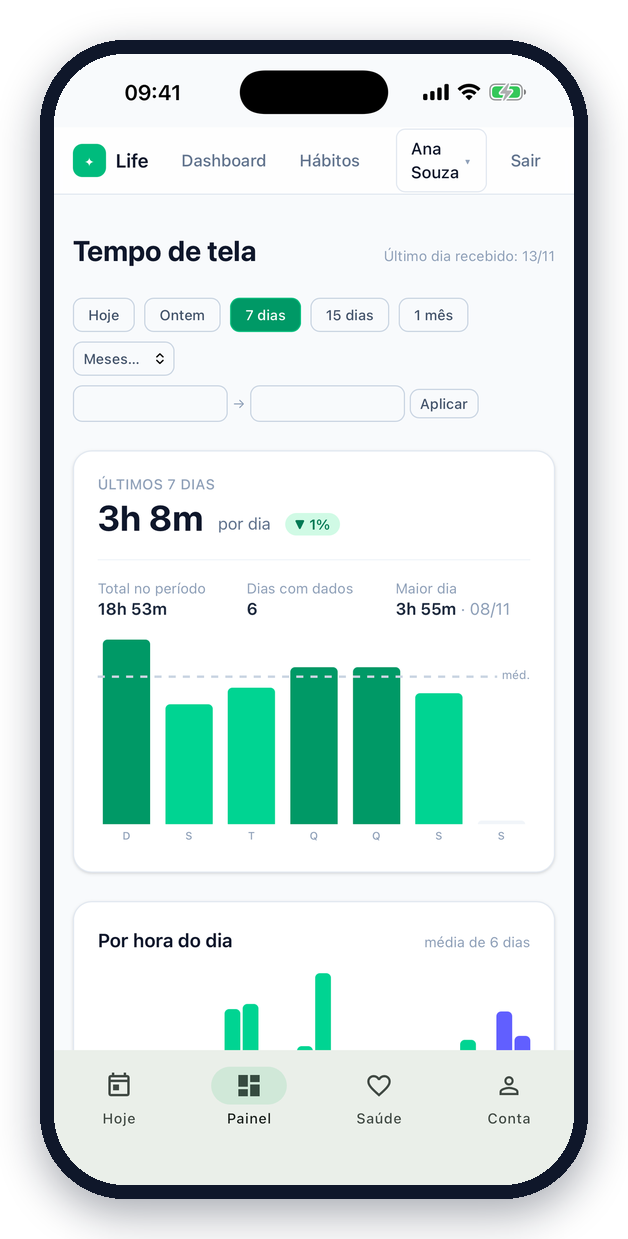 09:41
Life Dashboard Hábitos Ana Souza ▾ Sair
Tempo de tela
Último dia recebido: 13/11
Hoje Ontem 7 dias 15 dias 1 mês
Meses...
→ Aplicar
ÚLTIMOS 7 DIAS
3h 8m por dia ▼ 1%
Total no período Dias com dados Maior dia
18h 53m 6 3h 55m · 08/11
méd.
D S T Q Q S S
Por hora do dia
média de 6 dias
Hoje Painel Saúde Conta